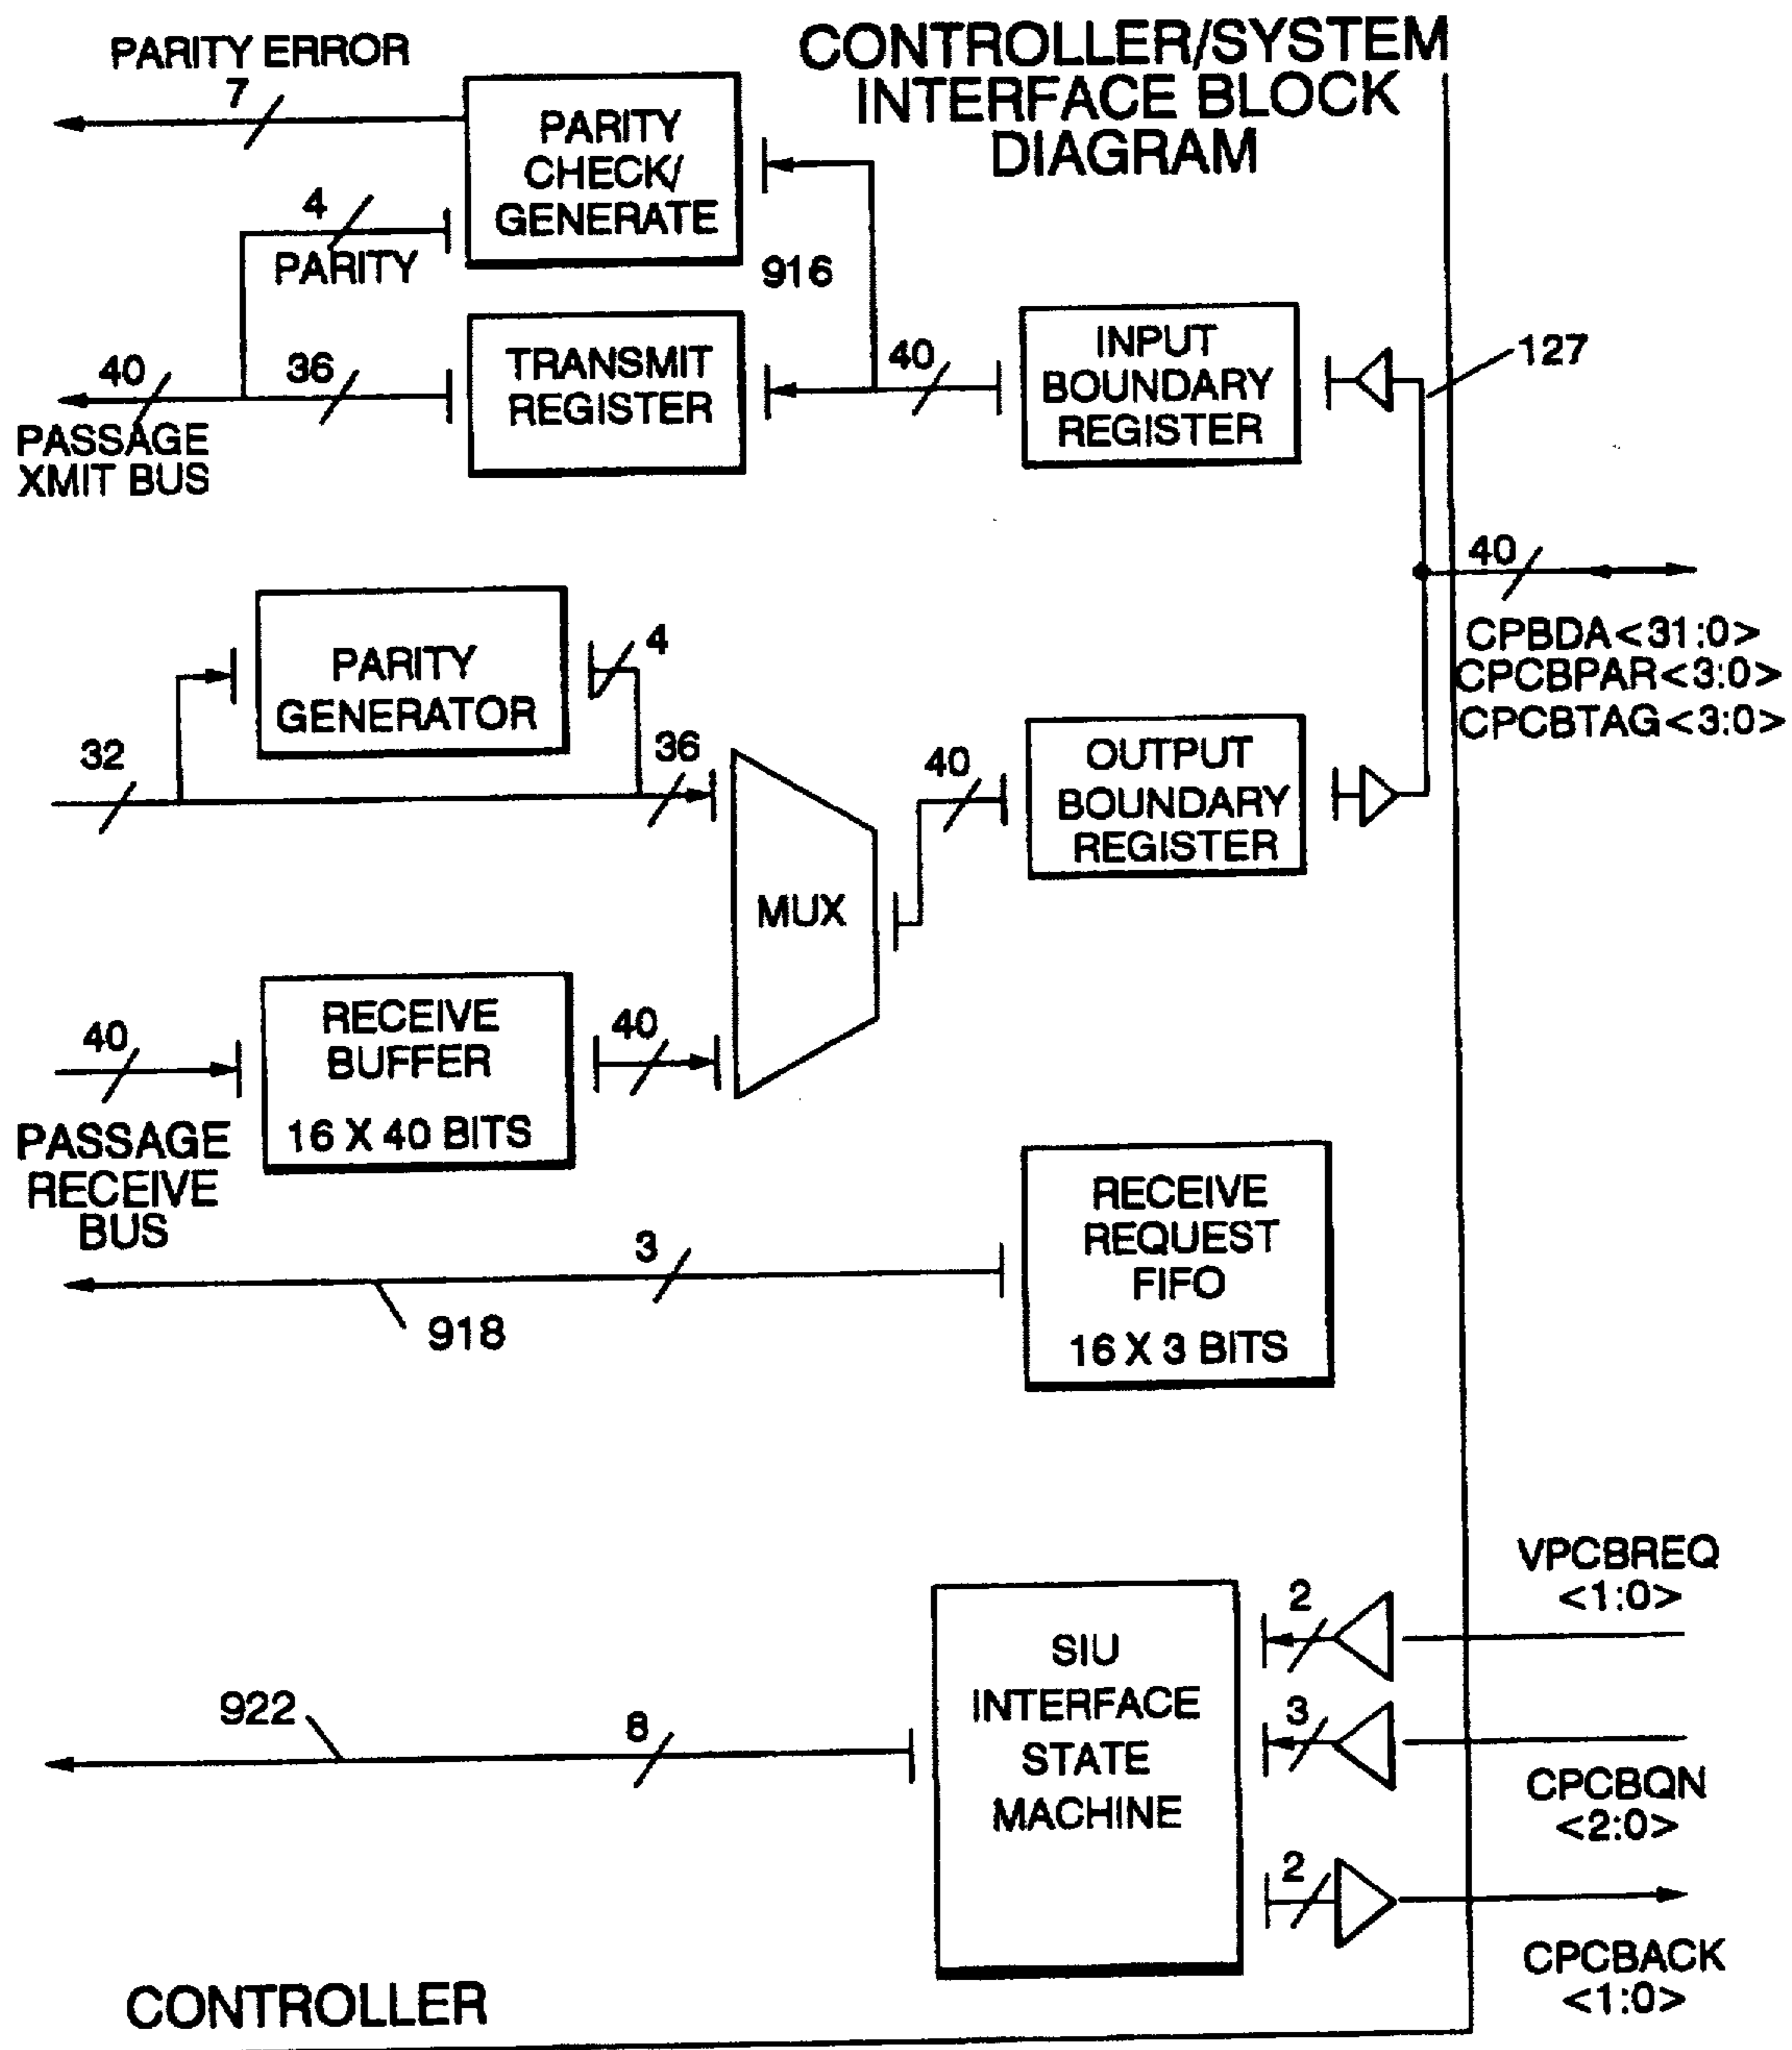 CONTROLLER/SYSTEM
INTERFACE BLOCK
DIAGRAM
PARITY ERROR
7
PARITY
CHECK/
GENERATE
4
PARITY
916
40
36
TRANSMIT
REGISTER
40
INPUT
BOUNDARY
REGISTER
127
PASSAGE
XMIT BUS
40
CPBDA<31:0>
CPCBPAR<3:0>
CPCBTAG<3:0>
PARITY
GENERATOR
4
32
36
MUX
40
OUTPUT
BOUNDARY
REGISTER
40
RECEIVE
BUFFER
16 X 40 BITS
40
PASSAGE
RECEIVE
BUS
3
918
RECEIVE
REQUEST
FIFO
16 X 3 BITS
VPCBREQ
<1:0>
2
SIU
INTERFACE
STATE
MACHINE
922
8
3
CPCBQN
<2:0>
2
CPCBACK
<1:0>
CONTROLLER